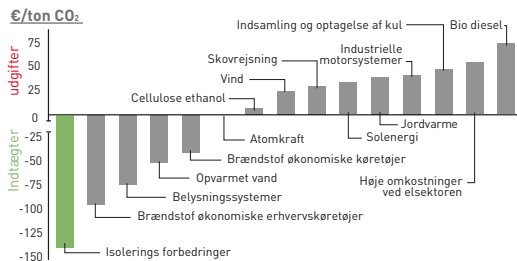 €/ton CO₂
Indsamling og optagelse af kul
Bio diesel
75
Industrielle
motorsystemer
Skovrejsning
50
udgifter
Vind
25
Cellulose ethanol
0
-25
Atomkraft
Jordvarme
Solenergi
Indtægter
-50
Brændstof økonomiske køretøjer
Opvarmet vand
-75
Høje omkostninger
ved elsektoren
Belysningssystemer
-100
Brændstof økonomiske erhvervskøretøjer
-125
Isolerings forbedringer
-150